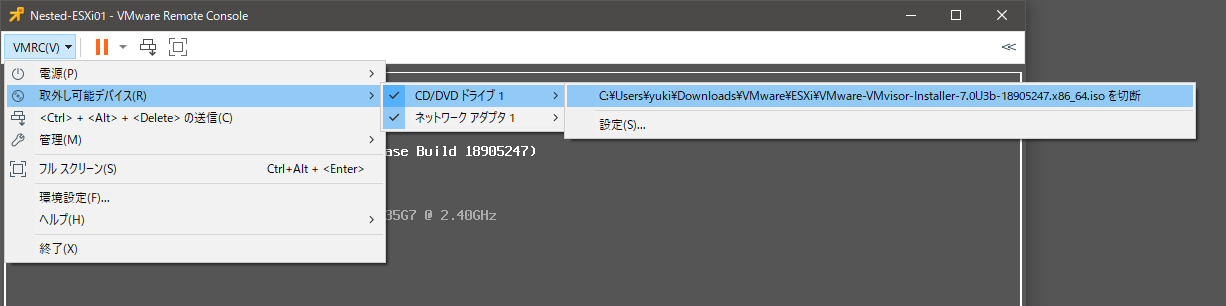 Nested-ESXi01 - VMware Remote Console
VMRC(V)
電源(P)
取外し可能デバイス(R)
<Ctrl> + <Alt> + <Delete> の送信(C)
管理(M)
フル スクリーン(S) Ctrl+Alt + <Enter>
環境設定(F)...
ヘルプ(H)
終了(X)
CD/DVD ドライブ 1
ネットワーク アダプタ 1
C:¥Users¥yuki¥Downloads¥VMware¥ESXi¥VMware-VMvisor-Installer-7.0U3b-18905247.x86_64.iso を切断
設定(S)...
ase Build 18905247)
35G7 @ 2.40GHz